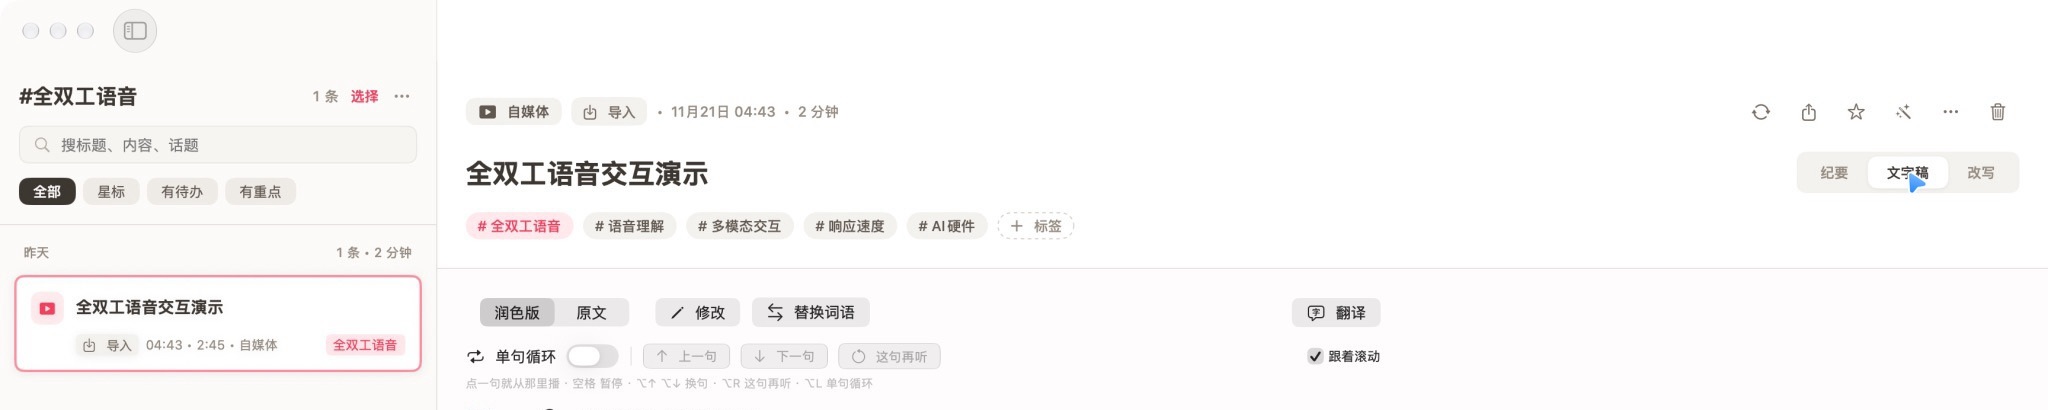 #全双工语音
1 条 选择 ···
搜标题、内容、话题
全部 星标 有待办 有重点
昨天 1 条 • 2 分钟
全双工语音交互演示
导入 04:43 • 2:45 • 自媒体 全双工语音
自媒体 导入 • 11月21日 04:43 • 2 分钟
全双工语音交互演示
纪要 文字稿 改写
# 全双工语音 # 语音理解 # 多模态交互 # 响应速度 # AI 硬件 + 标签
润色版 原文 修改 替换词语 翻译
单句循环 ↑ 上一句 ↓ 下一句 这句再听 跟着滚动
点一句就从那里播 · 空格 暂停 · ⌥↑ ⌥↓ 换句 · ⌥R 这句再听 · ⌥L 单句循环